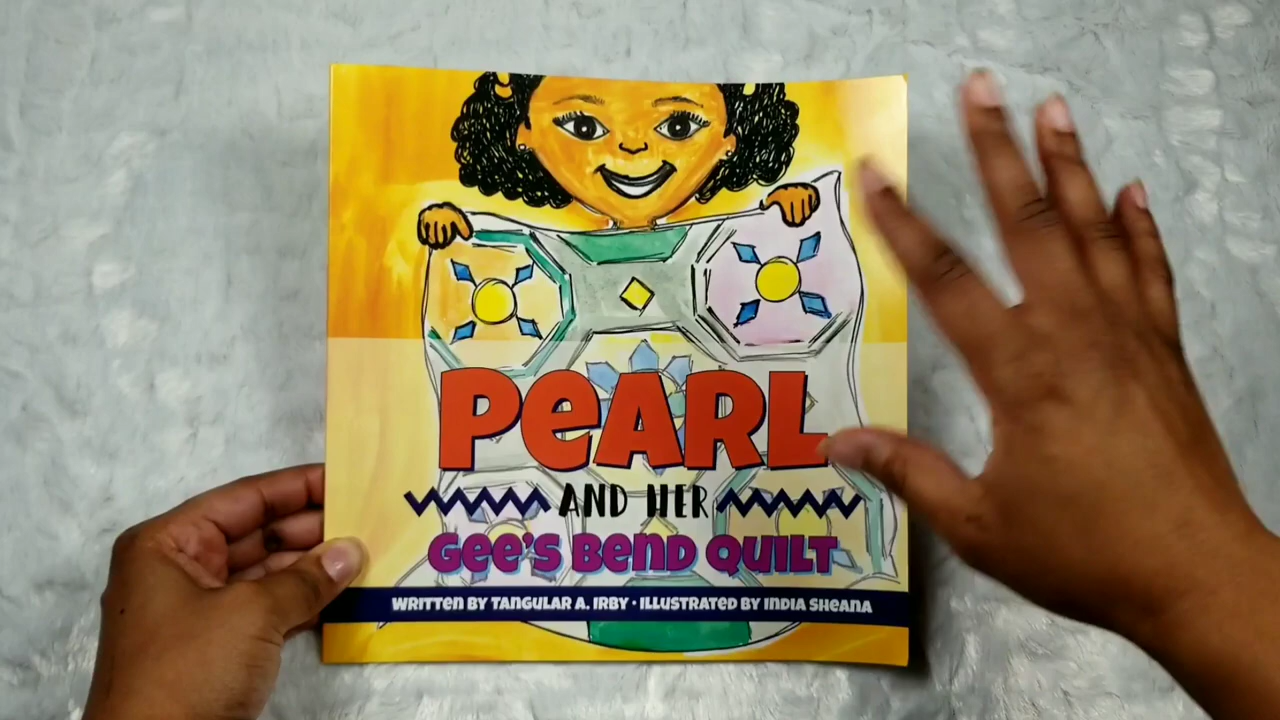 PEARL
AND HER
GEE'S BEND QUILT
WRITTEN BY TANGULAR A. IRBY • ILLUSTRATED BY INDIA SHEANA